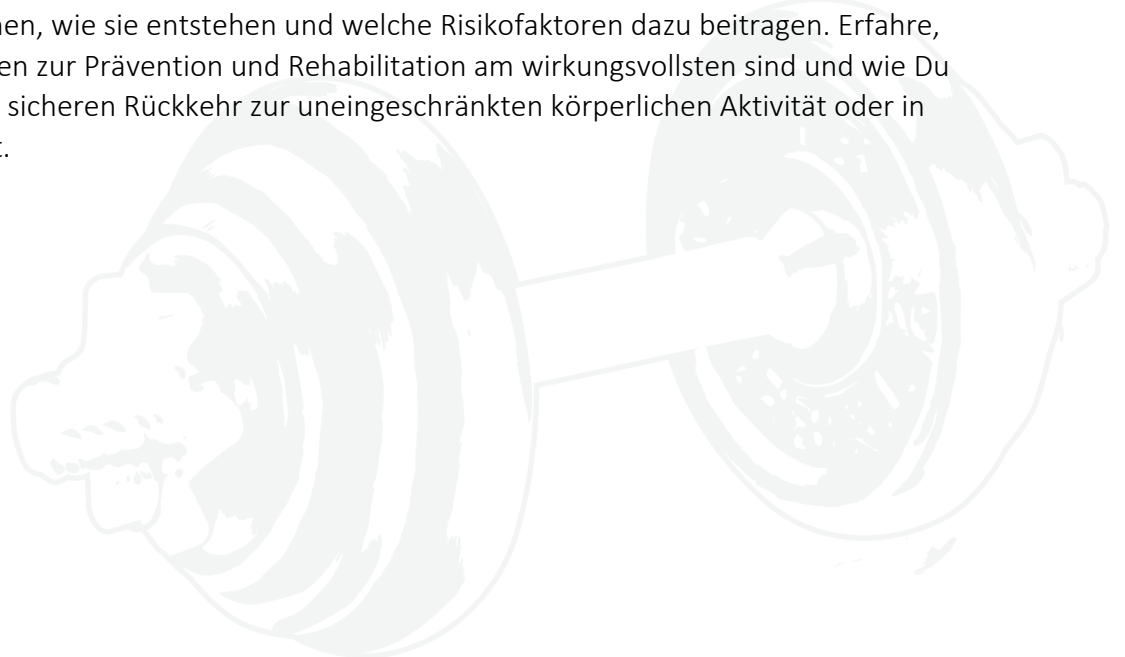 en, wie sie entstehen und welche Risikofaktoren dazu beitragen. Erfahre,
en zur Prävention und Rehabilitation am wirkungsvollsten sind und wie Du
sicheren Rückkehr zur uneingeschränkten körperlichen Aktivität oder in